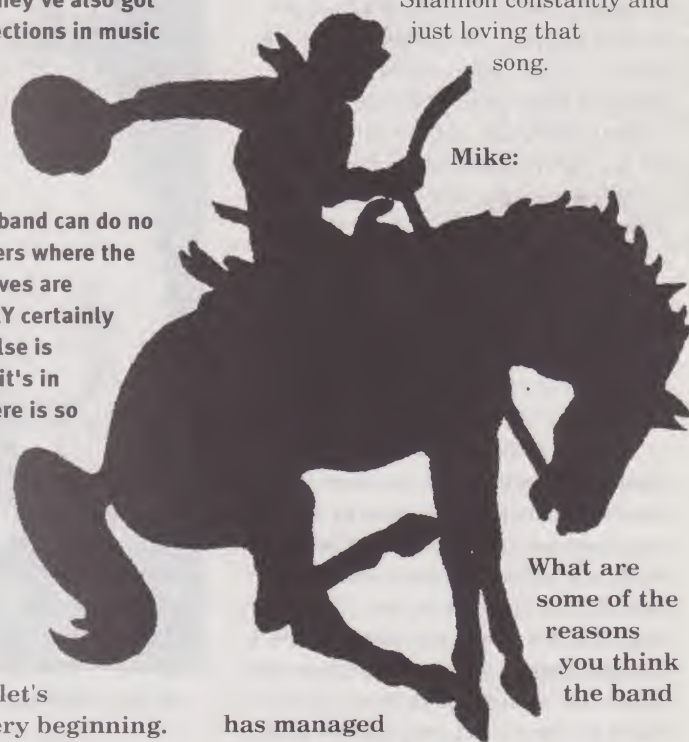 they've also got
ections in music
band can do no
ers where the
ves are
LY certainly
lse is
it's in
ere is so
let's
ery beginning.
Shannon constantly and
just loving that
song.
Mike:
What are
some of the
reasons
you think
the band
has managed